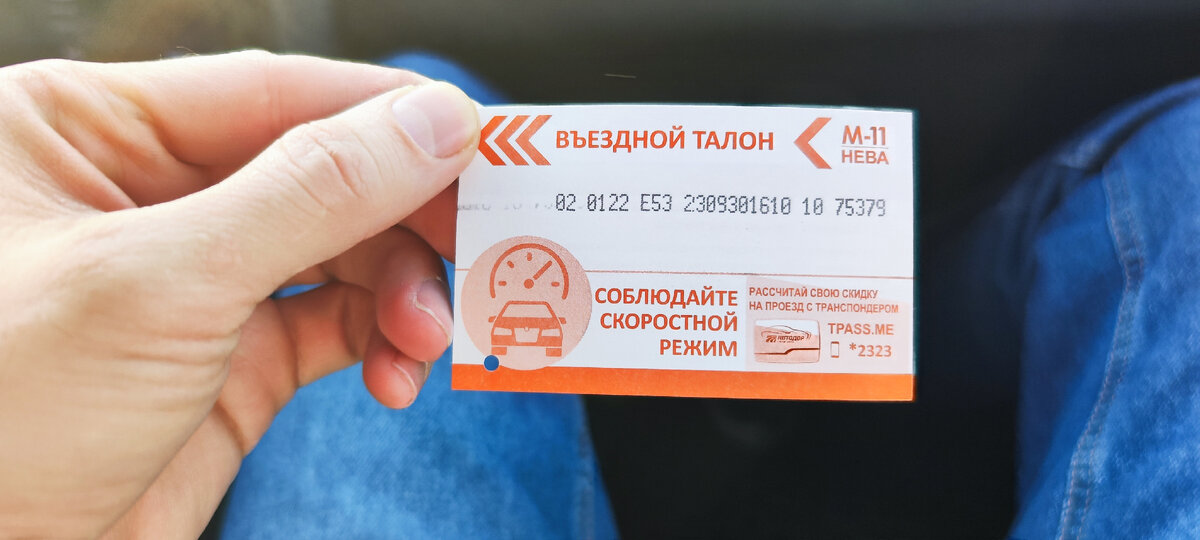 ВЪЕЗДНОЙ ТАЛОН
М-11
НЕВА
02 0122 E53 2309301610 10 75379
СОБЛЮДАЙТЕ
СКОРОСТНОЙ
РЕЖИМ
РАССЧИТАЙ СВОЮ СКИДКУ
НА ПРОЕЗД С ТРАНСПОНДЕРОМ
АВТОДОР
TPASS.ME
*2323